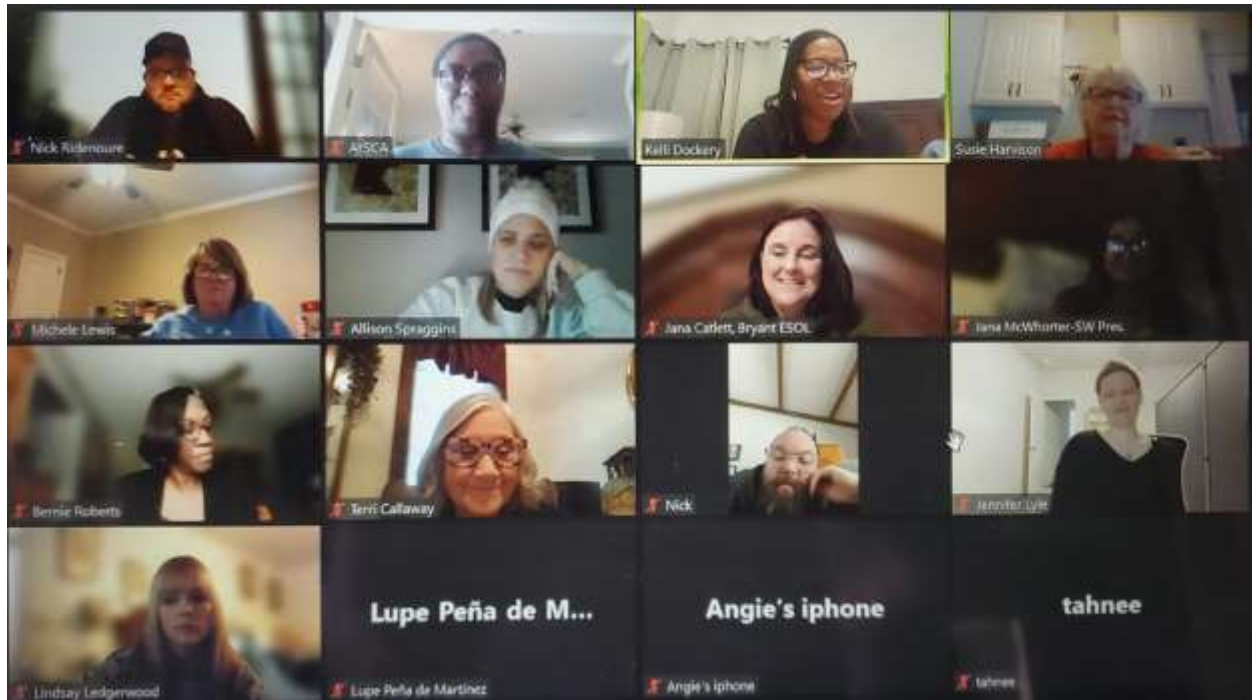 Nick Ridenoure
AISCA
Kelli Dockery
Susie Harvison
Michele Lewis
Allison Spraggins
Jana Catlett, Bryant ESOL
Jana McWhorter-SW Pres.
Bernie Roberts
Terri Callaway
Nick
Jennifer Lyle
Lindsay Ledgerwood
Lupe Peña de M...
Lupe Peña de Martinez
Angie's iphone
Angie's iphone
tahnee
tahnee